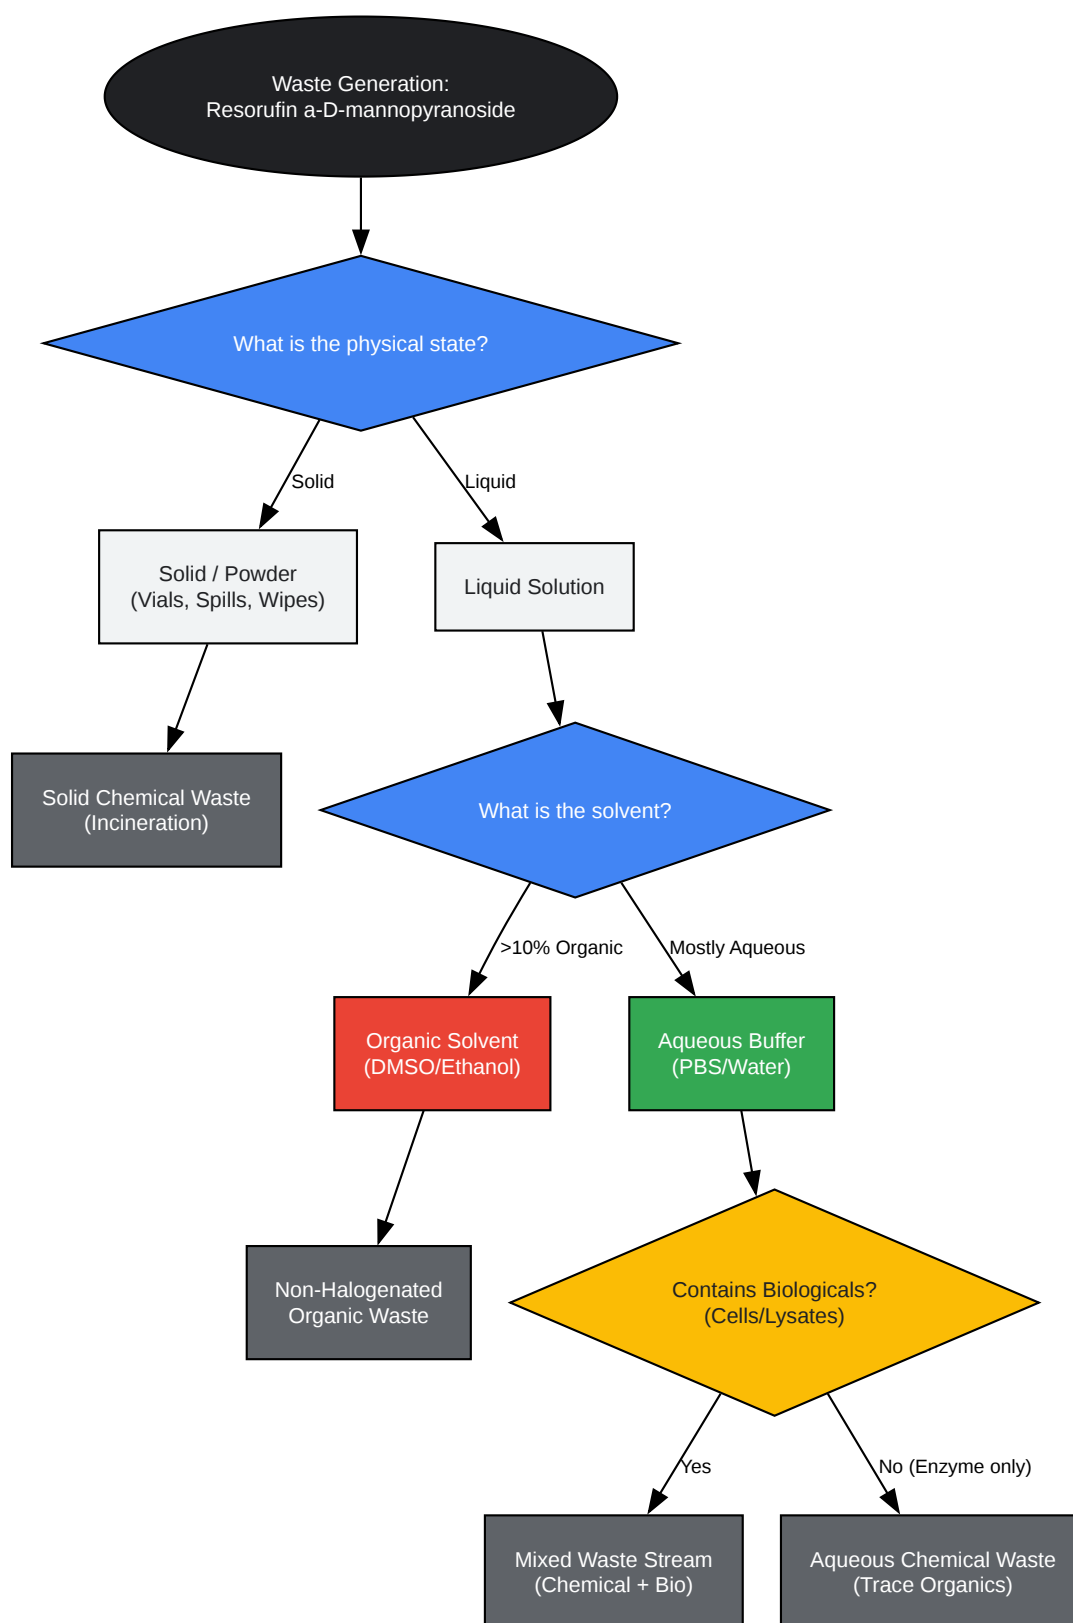 Waste Generation:
Resorufin a-D-mannopyranoside
What is the physical state?
Solid
Liquid
Solid / Powder
(Vials, Spills, Wipes)
Liquid Solution
Solid Chemical Waste
(Incineration)
What is the solvent?
>10% Organic
Mostly Aqueous
Organic Solvent
(DMSO/Ethanol)
Aqueous Buffer
(PBS/Water)
Non-Halogenated
Organic Waste
Contains Biologicals?
(Cells/Lysates)
Yes
No (Enzyme only)
Mixed Waste Stream
(Chemical + Bio)
Aqueous Chemical Waste
(Trace Organics)